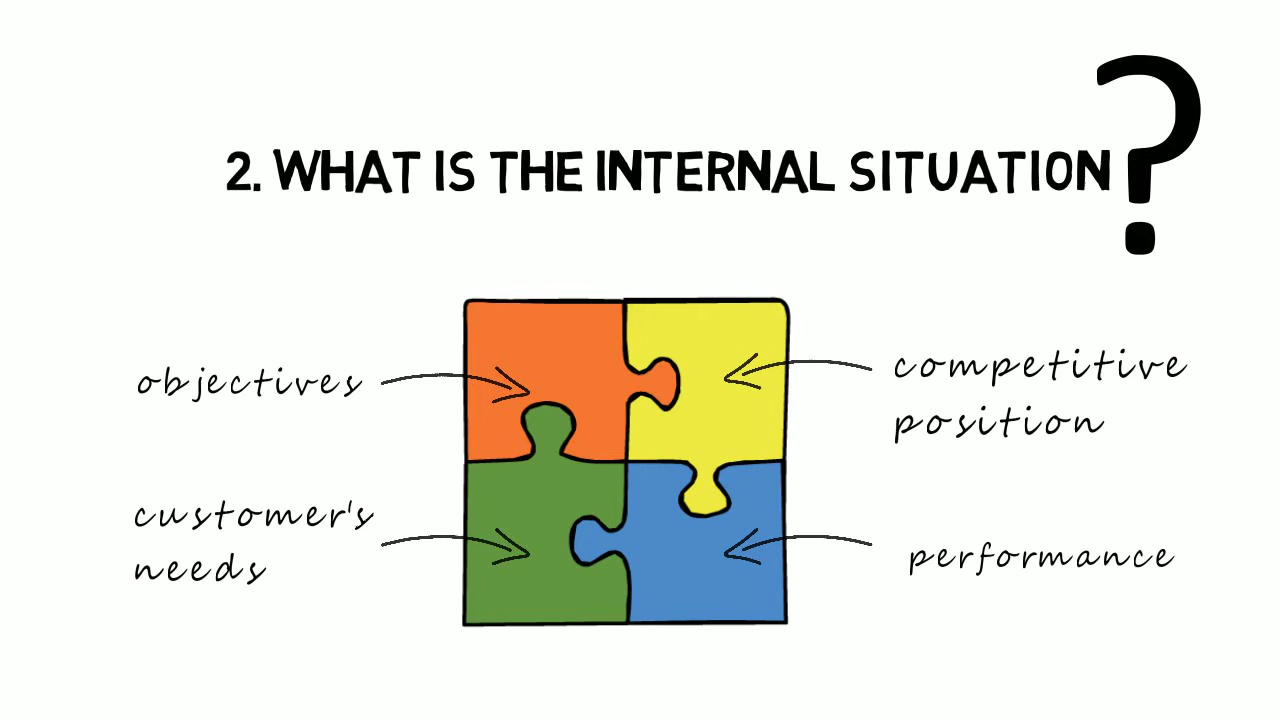 2. WHAT IS THE INTERNAL SITUATION?
objectives
competitive
position
customer's
needs
performance